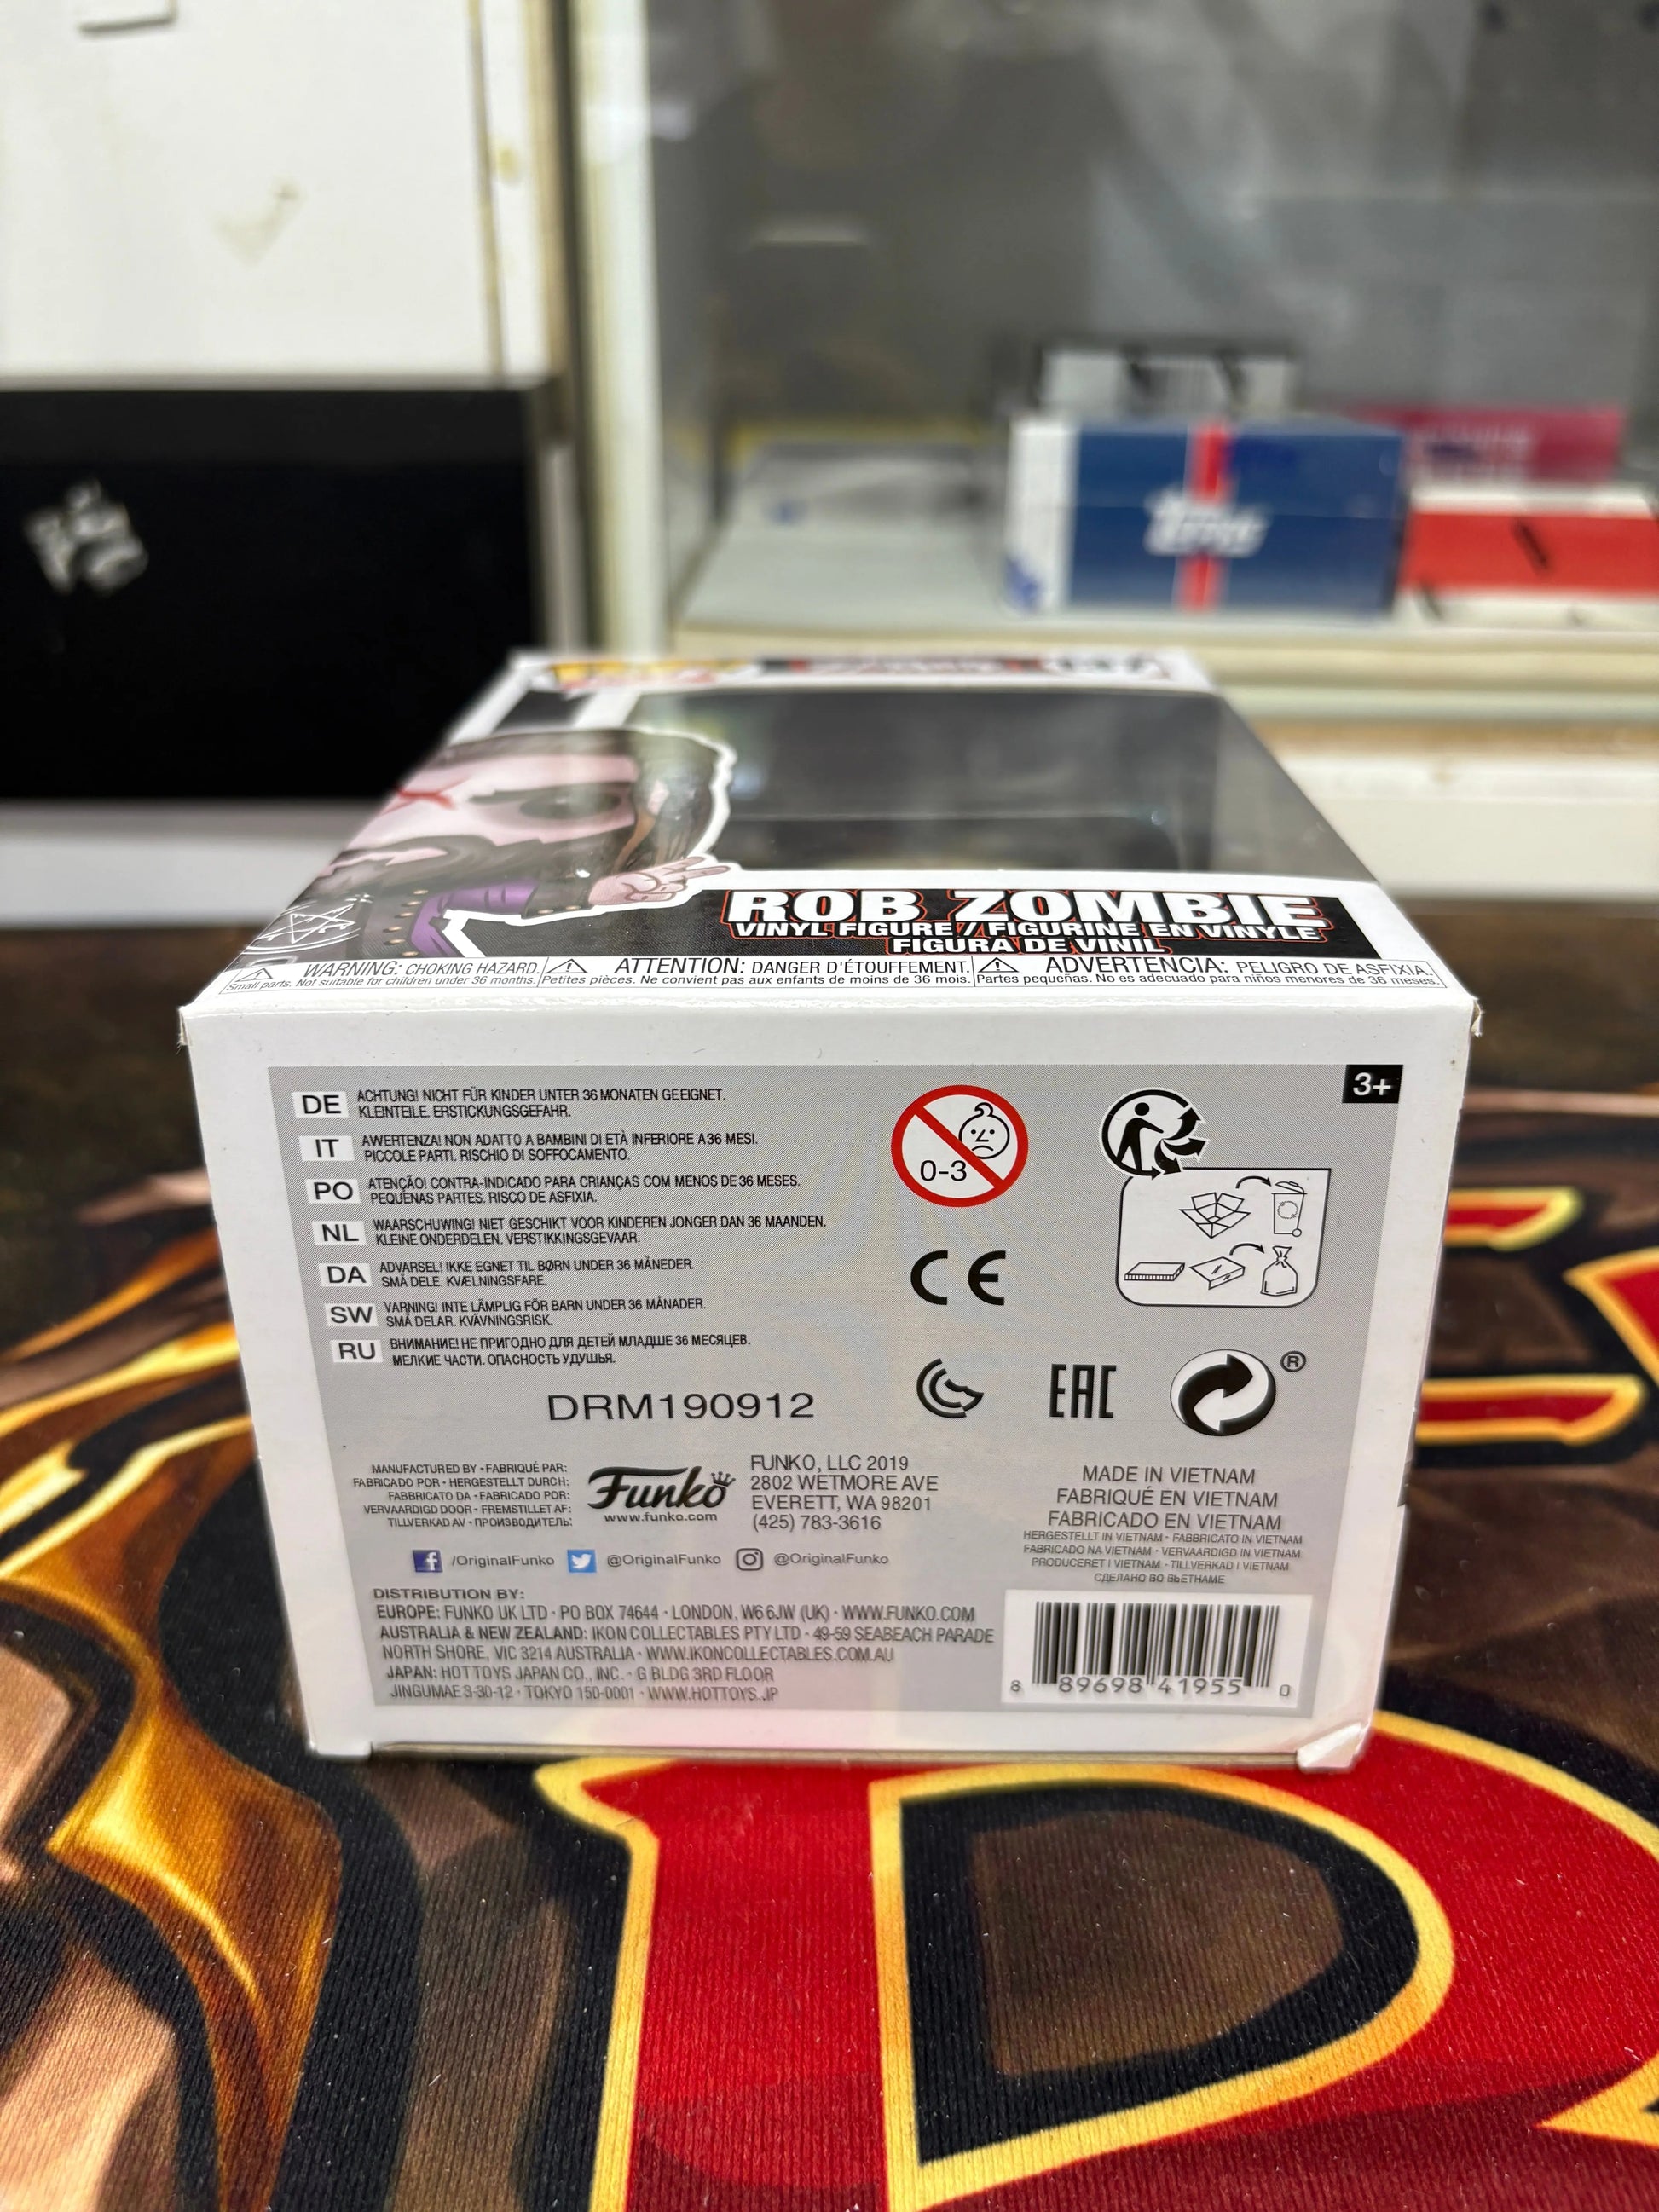 Topps
ROB ZOMBIE
VINYL FIGURE / FIGURINE EN VINYLE
FIGURA DE VINIL
WARNING: CHOKING HAZARD.
Small parts. Not suitable for children under 36 months.
ATTENTION: DANGER D'ÉTOUFFEMENT.
Petites pièces. Ne convient pas aux enfants de moins de 36 mois.
ADVERTENCIA: PELIGRO DE ASFIXIA.
Partes pequeñas. No es adecuado para niños menores de 36 meses.
3+
DE ACHTUNG! NICHT FÜR KINDER UNTER 36 MONATEN GEEIGNET.
KLEINTEILE. ERSTICKUNGSGEFAHR.
IT AWERTENZA! NON ADATTO A BAMBINI DI ETÀ INFERIORE A 36 MESI.
PICCOLE PARTI. RISCHIO DI SOFFOCAMENTO.
PO ATENÇÃO! CONTRA-INDICADO PARA CRIANÇAS COM MENOS DE 36 MESES.
PEQUENAS PARTES. RISCO DE ASFIXIA.
NL WAARSCHUWING! NIET GESCHIKT VOOR KINDEREN JONGER DAN 36 MAANDEN.
KLEINE ONDERDELEN. VERSTIKKINGSGEVAAR.
DA ADVARSEL! IKKE EGNET TIL BØRN UNDER 36 MÅNEDER.
SMÅ DELE. KVÆLNINGSFARE.
SW VARNING! INTE LÄMPLIG FÖR BARN UNDER 36 MÅNADER.
SMÅ DELAR. KVÄVNINGSRISK.
RU ВНИМАНИЕ! НЕ ПРИГОДНО ДЛЯ ДЕТЕЙ МЛАДШЕ 36 МЕСЯЦЕВ.
МЕЛКИЕ ЧАСТИ. ОПАСНОСТЬ УДУШЬЯ.
0-3
CE
EAC
®
DRM190912
MANUFACTURED BY • FABRIQUÉ PAR:
FABRICADO POR • HERGESTELLT DURCH:
FABBRICATO DA • FABRICADO POR:
VERVAARDIGD DOOR • FREMSTILLET AF:
TILLVERKAD AV • ПРОИЗВОДИТЕЛЬ:
Funko
www.funko.com
FUNKO, LLC 2019
2802 WETMORE AVE
EVERETT, WA 98201
(425) 783-3616
/OriginalFunko @OriginalFunko @OriginalFunko
MADE IN VIETNAM
FABRIQUÉ EN VIETNAM
FABRICADO EN VIETNAM
HERGESTELLT IN VIETNAM • FABBRICATO IN VIETNAM
FABRICADO NA VIETNAM • VERVAARDIGD IN VIETNAM
PRODUCERET I VIETNAM • TILLVERKAD I VIETNAM
СДЕЛАНО ВО ВЬЕТНАМЕ
DISTRIBUTION BY:
EUROPE: FUNKO UK LTD • PO BOX 74644 • LONDON, W6 6JW (UK) • WWW.FUNKO.COM
AUSTRALIA & NEW ZEALAND: IKON COLLECTABLES PTY LTD • 49-59 SEABEACH PARADE
NORTH SHORE, VIC 3214 AUSTRALIA • WWW.IKONCOLLECTABLES.COM.AU
JAPAN: HOT TOYS JAPAN CO., INC. • G BLDG 3RD FLOOR
JINGUMAE 3-30-12 • TOKYO 150-0001 • WWW.HOTTOYS.JP
8 89698 41955 0